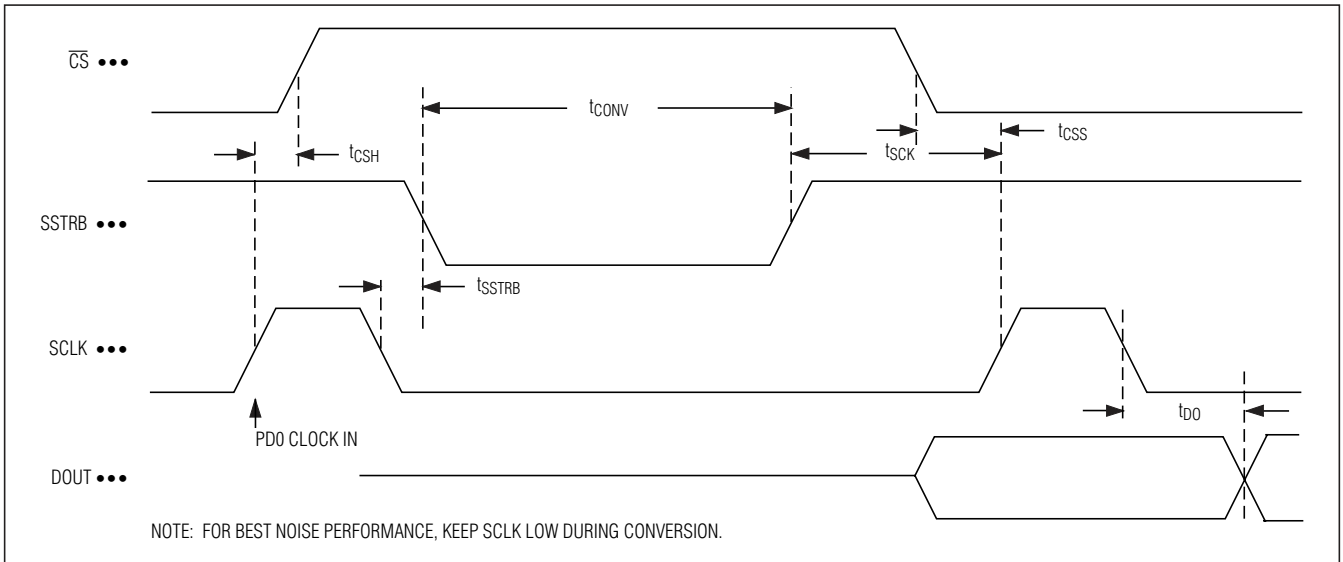 CS •••
tCONV
tCSS
tCSH
tSCK
SSTRB •••
tSSTRB
SCLK •••
tDO
PD0 CLOCK IN
DOUT •••
NOTE: FOR BEST NOISE PERFORMANCE, KEEP SCLK LOW DURING CONVERSION.